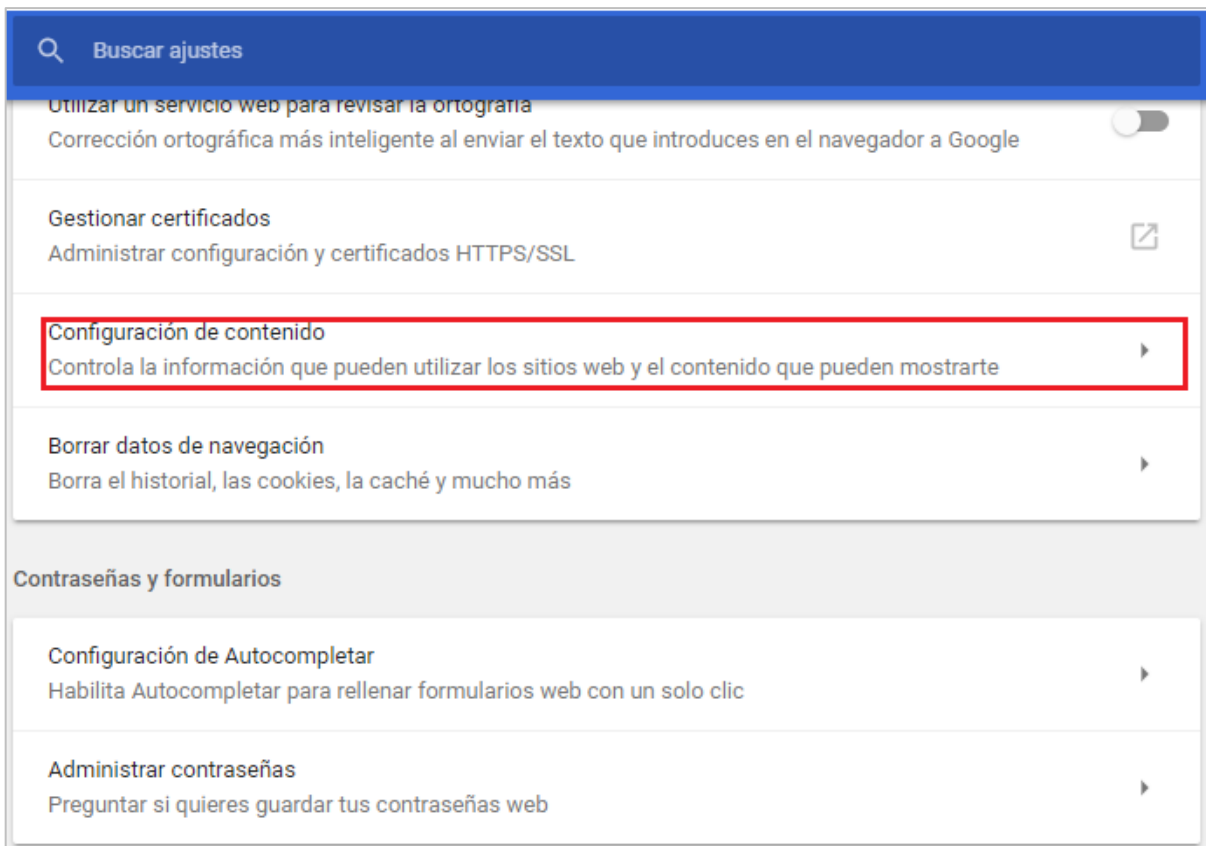 Buscar ajustes
Utilizar un servicio web para revisar la ortografía
Corrección ortográfica más inteligente al enviar el texto que introduces en el navegador a Google
Gestionar certificados
Administrar configuración y certificados HTTPS/SSL
Configuración de contenido
Controla la información que pueden utilizar los sitios web y el contenido que pueden mostrarte
Borrar datos de navegación
Borra el historial, las cookies, la caché y mucho más
Contraseñas y formularios
Configuración de Autocompletar
Habilita Autocompletar para rellenar formularios web con un solo clic
Administrar contraseñas
Preguntar si quieres guardar tus contraseñas web